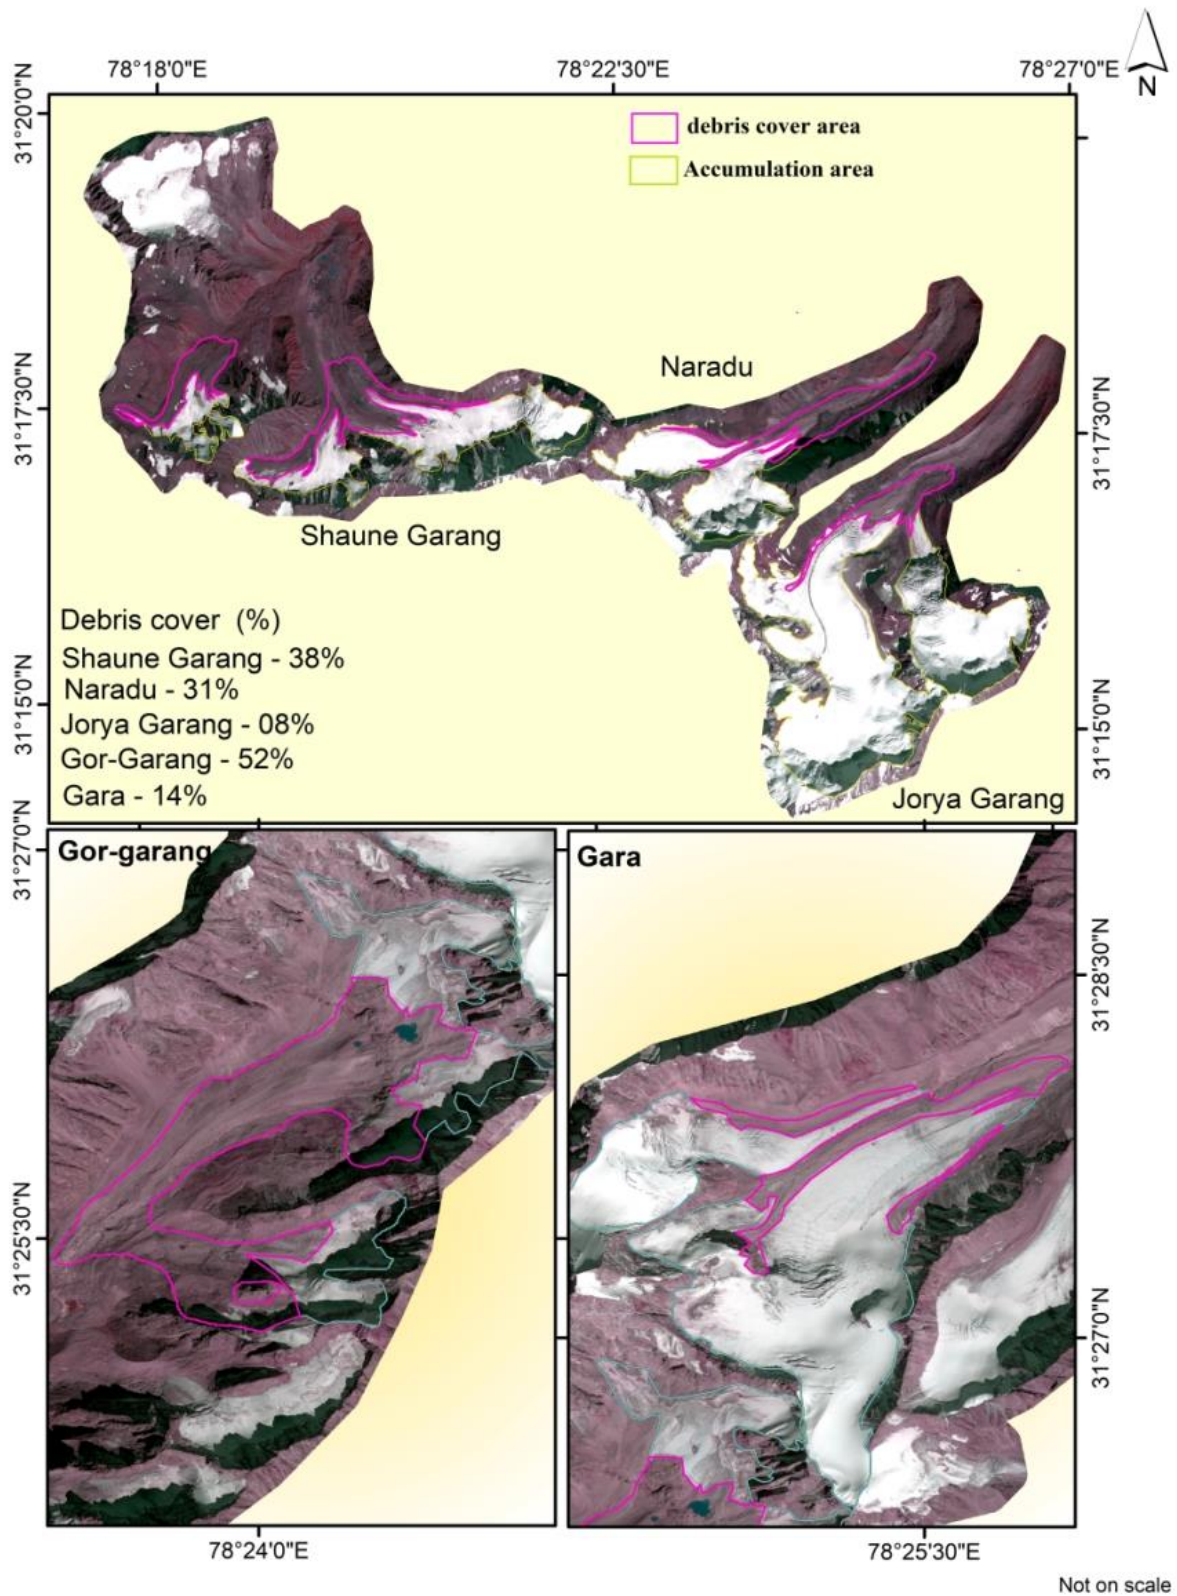 N
78°18'0"E 78°22'30"E 78°27'0"E
31°20'0"N
debris cover area
Accumulation area
Naradu
31°17'30"N
31°17'30"N
Shaune Garang
Debris cover (%)
Shaune Garang - 38%
Naradu - 31%
Jorya Garang - 08%
Gor-Garang - 52%
Gara - 14%
31°15'0"N
31°15'0"N
Jorya Garang
31°27'0"N
Gor-garang
Gara
31°28'30"N
31°25'30"N
31°27'0"N
78°24'0"E
78°25'30"E
Not on scale